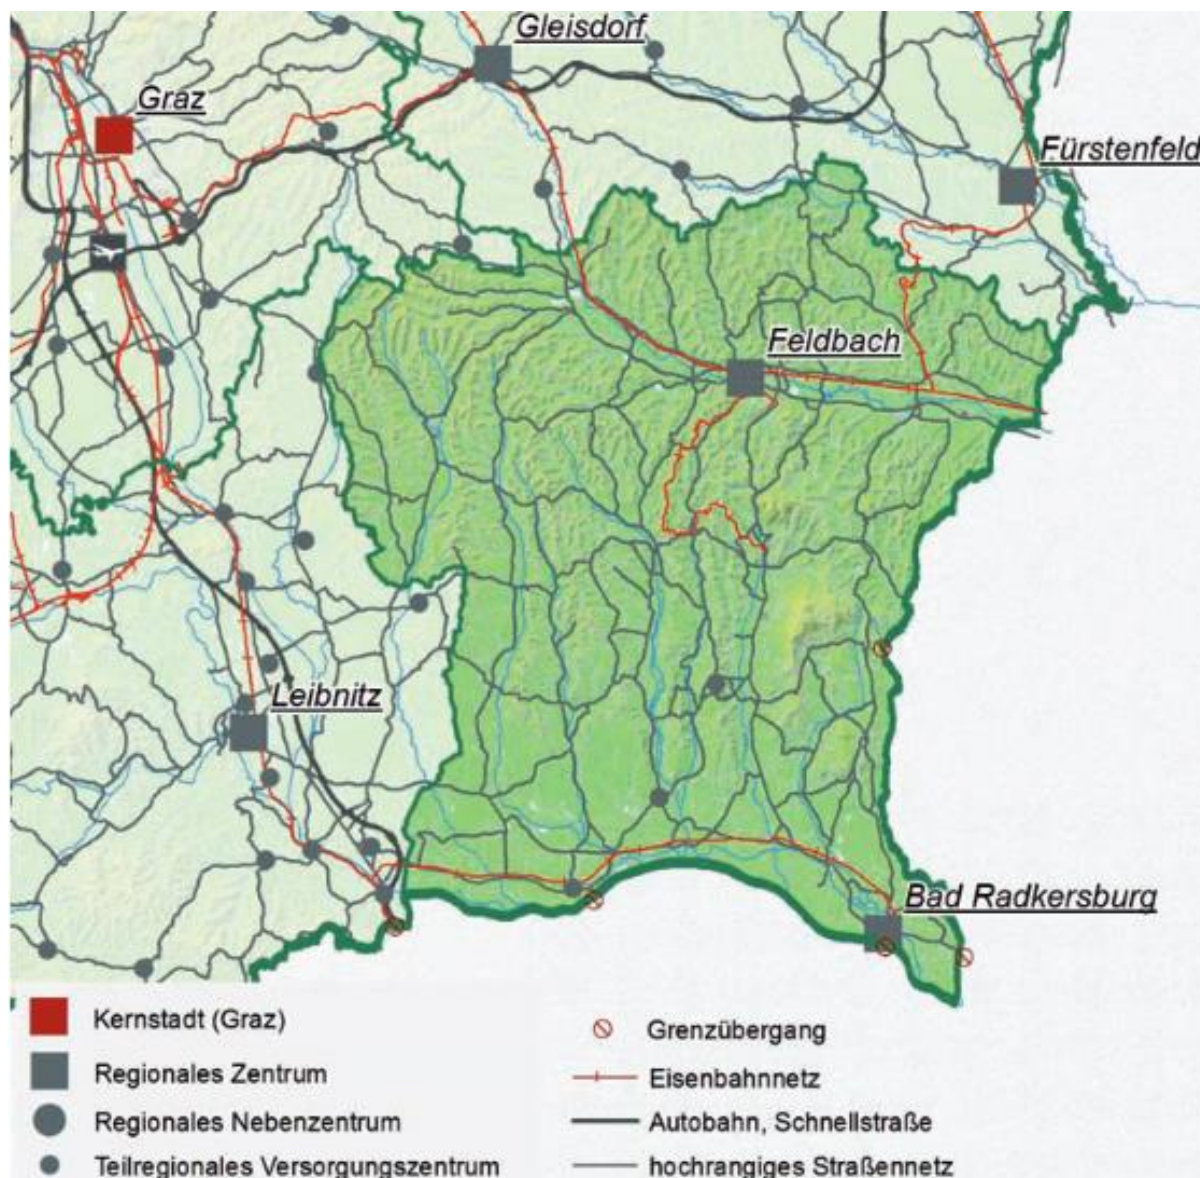 Gleisdorf
Graz
Fürstenfeld
Feldbach
Leibnitz
Bad Radkersburg
Kernstadt (Graz)
Regionales Zentrum
Regionales Nebenzentrum
Teilregionales Versorgungszentrum
Grenzübergang
Eisenbahnnetz
Autobahn, Schnellstraße
hochrangiges Straßennetz